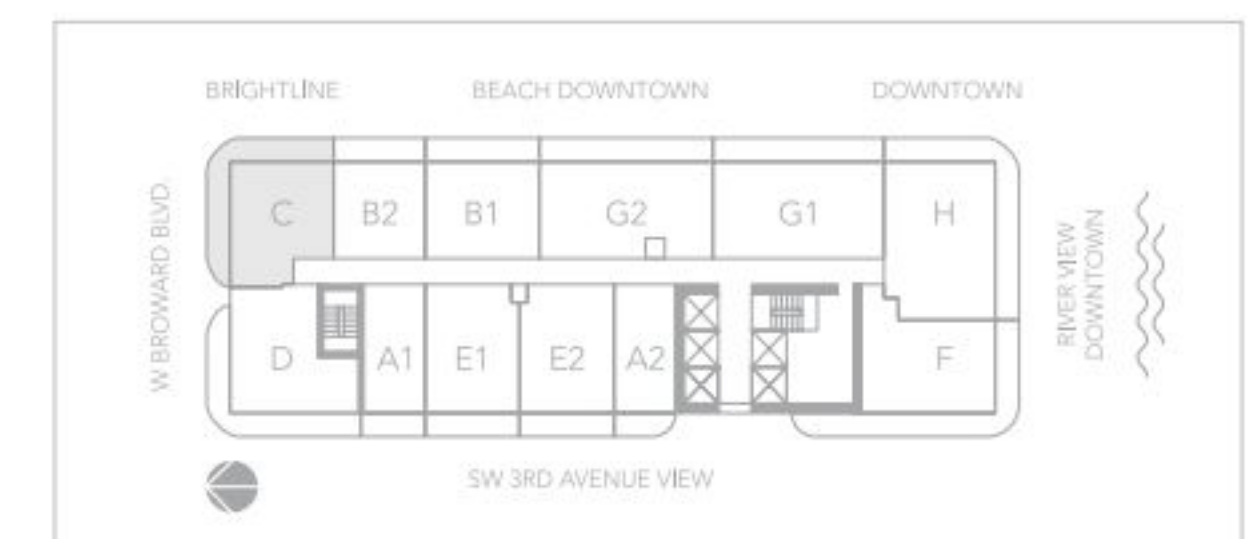 BRIGHTLINE BEACH DOWNTOWN DOWNTOWN
W BROWARD BLVD.
C B2 B1 G2 G1 H
RIVER VIEW
DOWNTOWN
D A1 E1 E2 A2 F
SW 3RD AVENUE VIEW